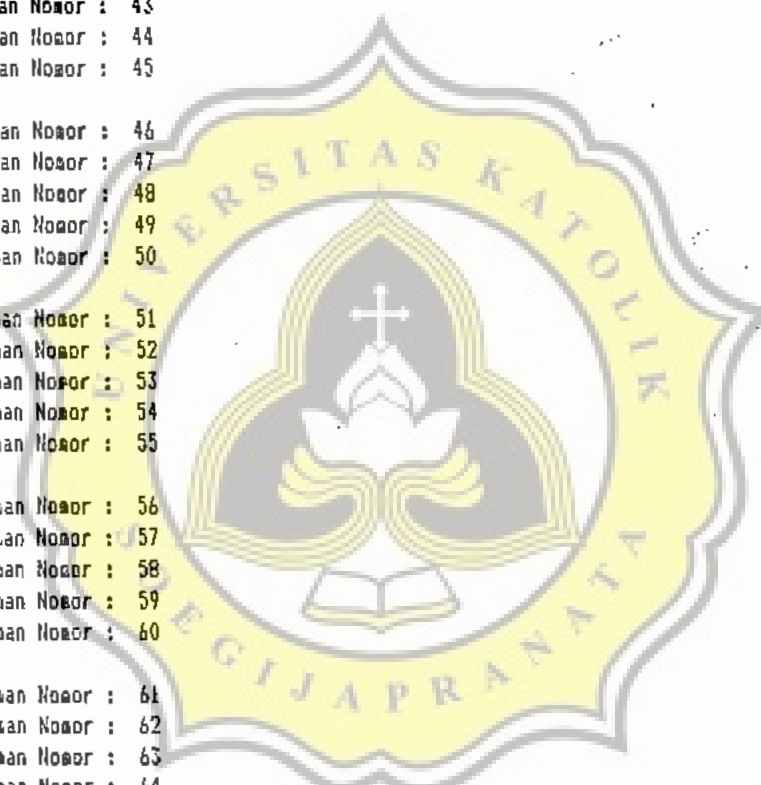 an Nomor : 43
an Nomor : 44
an Nomor : 45
an Nomor : 46
an Nomor : 47
an Nomor : 48
an Nomor : 49
an Nomor : 50
an Nomor : 51
an Nomor : 52
an Nomor : 53
an Nomor : 54
an Nomor : 55
an Nomor : 56
an Nomor : 57
an Nomor : 58
an Nomor : 59
an Nomor : 60
an Nomor : 61
an Nomor : 62
an Nomor : 63
an Nomor : 64
UNIVERSITAS KATOLIK
SOEGIJAPRANATA